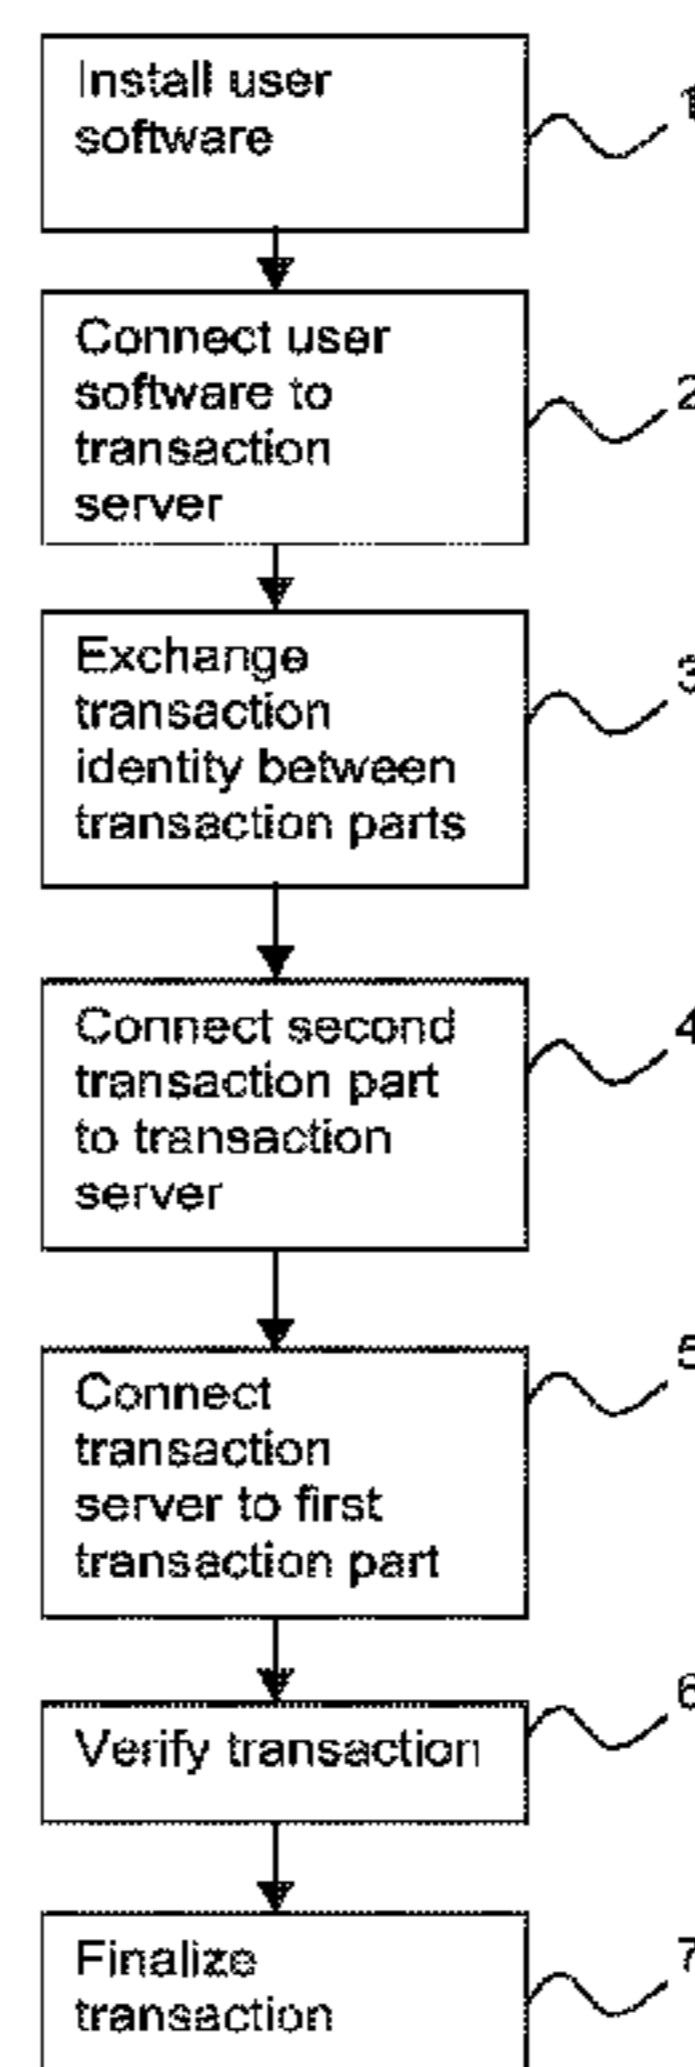 Install user
software
1
Connect user
software to
transaction
server
2
Exchange
transaction
identity between
transaction parts
3
Connect second
transaction part
to transaction
server
4
Connect
transaction
server to first
transaction part
5
Verify transaction
6
Finalize
transaction
7